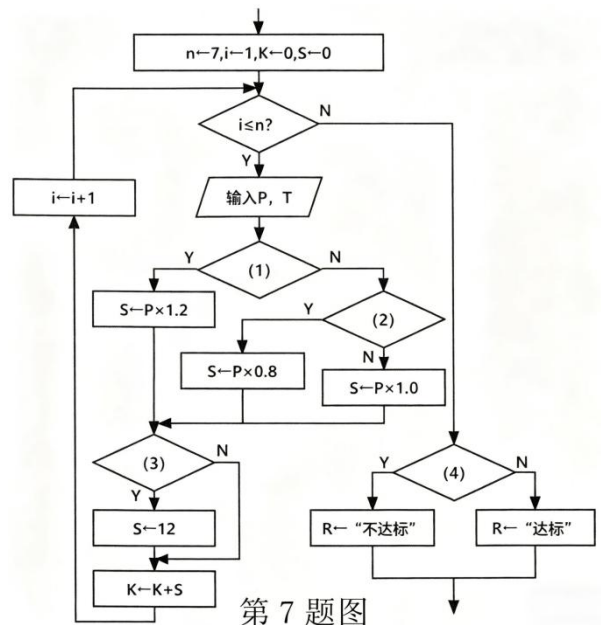 n←7,i←1,K←0,S←0
i≤n?
N
Y
i←i+1
输入P，T
(1)
Y
N
S←P×1.2
(2)
Y
N
S←P×0.8
S←P×1.0
(3)
N
Y
S←12
K←K+S
(4)
Y
N
R←“不达标”
R←“达标”
第7题图